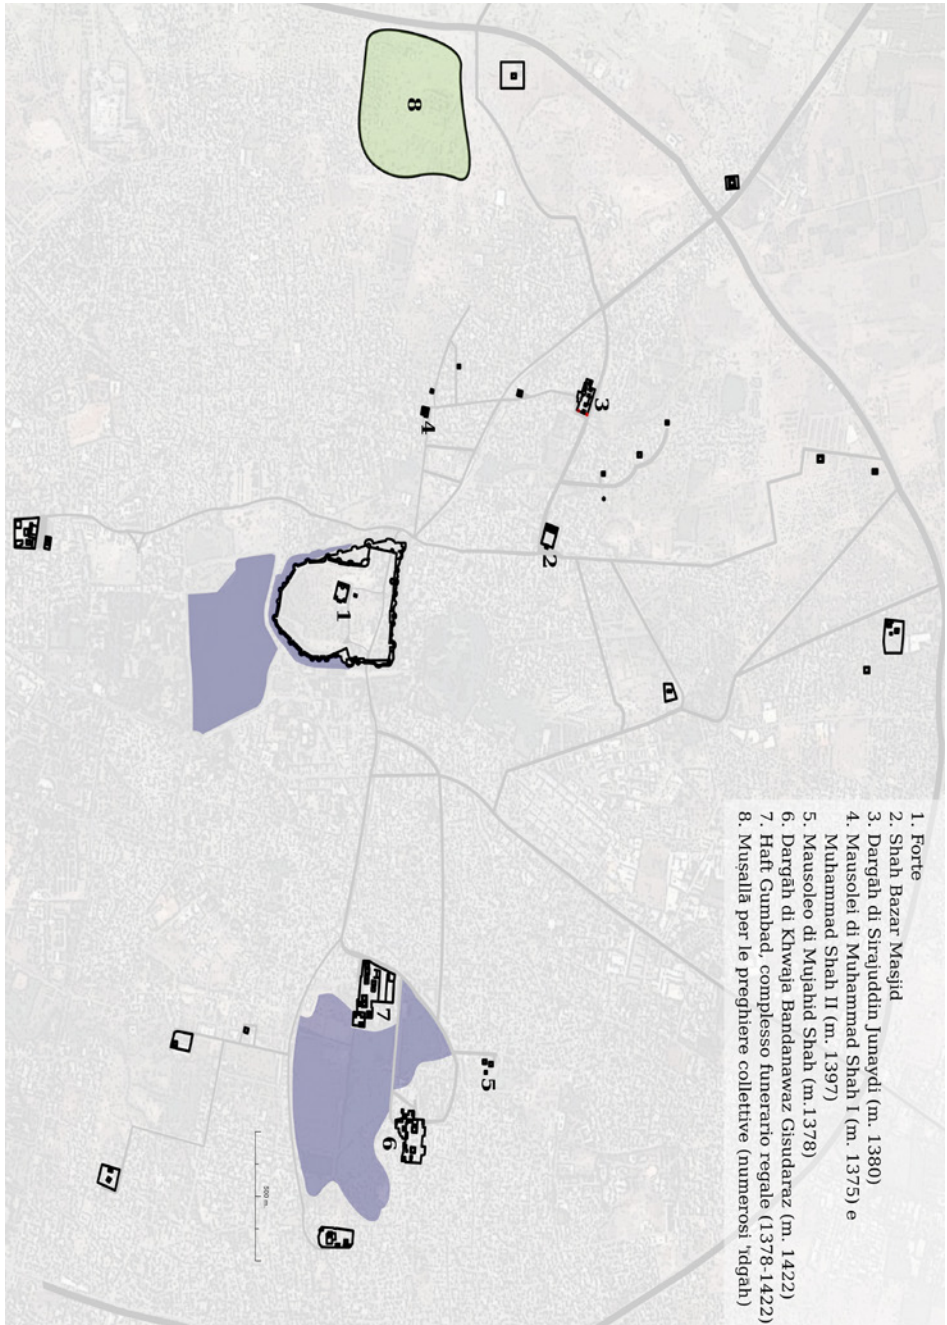 1. Forte
2. Shah Bazar Masjid
3. Dargāh di Sirajuddin Junaydi (m. 1380)
4. Mausolei di Muhammad Shah I (m. 1375) e
Muhammad Shah II (m. 1397)
5. Mausoleo di Mujahid Shah (m.1378)
6. Dargāh di Khwaja Bandanawaz Gisudaraz (m. 1422)
7. Haft Gumbad, complesso funerario regale (1378-1422)
8. Muṣallā per le preghiere collettive (numerosi 'īdgāh)
8
3
4
2
1
7
5
6
500 m.